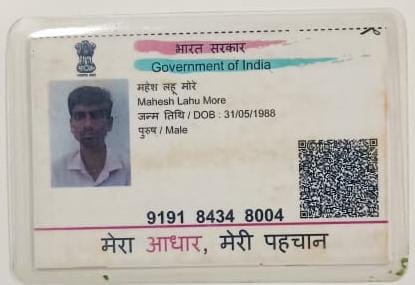 भारत सरकार
Government of India
महेश लहू मोरे
Mahesh Lahu More
जन्म तिथि / DOB : 31/05/1988
पुरुष / Male
9191 8434 8004
मेरा आधार, मेरी पहचान